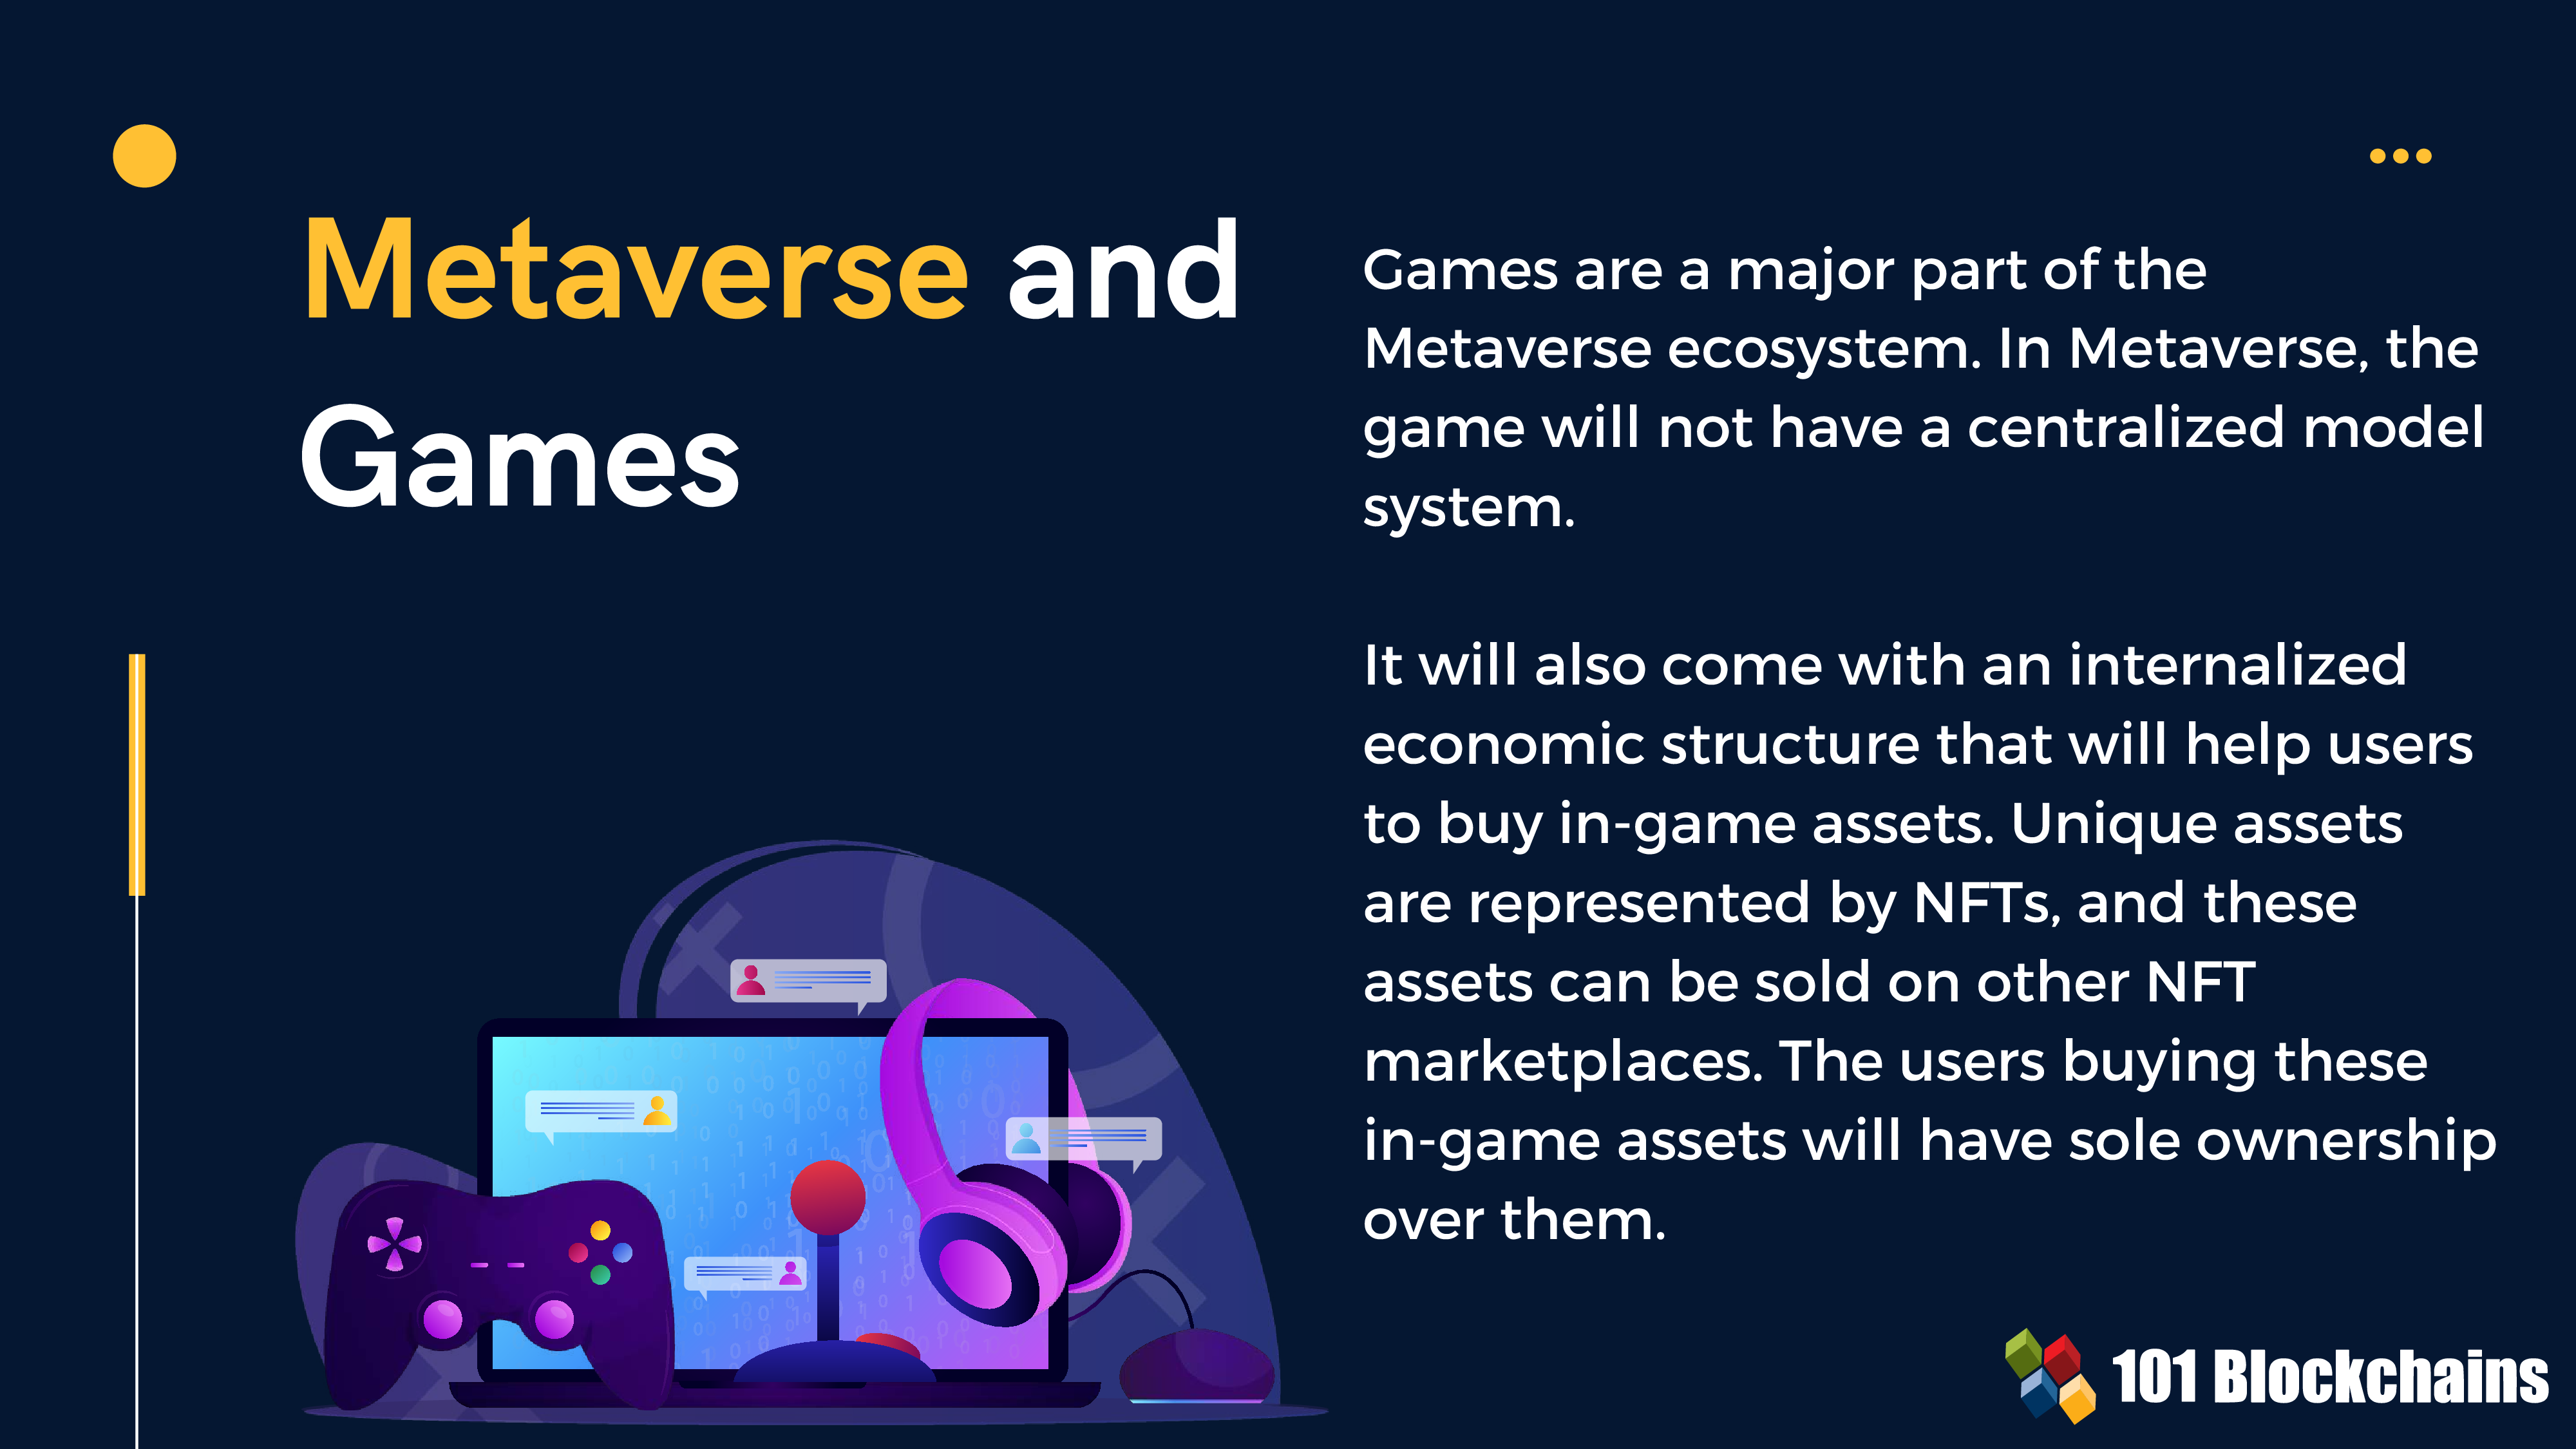 Metaverse and
Games
Games are a major part of the
Metaverse ecosystem. In Metaverse, the
game will not have a centralized model
system.
It will also come with an internalized
economic structure that will help users
to buy in-game assets. Unique assets
are represented by NFTs, and these
assets can be sold on other NFT
marketplaces. The users buying these
in-game assets will have sole ownership
over them.
101 Blockchains